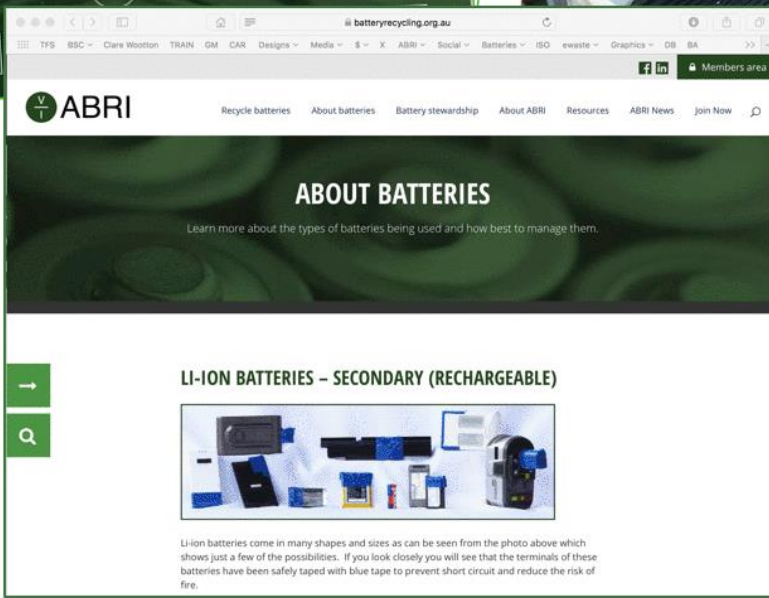 batteryrecycling.org.au
TFS BSC Clare Wootton TRAIN GM CAR Designs Media $ X ABRI Social Batteries ISO ewaste Graphics DB BA >>
f in Members area
V I ABRI
Recycle batteries About batteries Battery stewardship About ABRI Resources ABRI News Join Now
ABOUT BATTERIES
Learn more about the types of batteries being used and how best to manage them.
LI-ION BATTERIES – SECONDARY (RECHARGEABLE)
Li-ion batteries come in many shapes and sizes as can be seen from the photo above which
shows just a few of the possibilities. If you look closely you will see that the terminals of these
batteries have been safely taped with blue tape to prevent short circuit and reduce the risk of
fire.